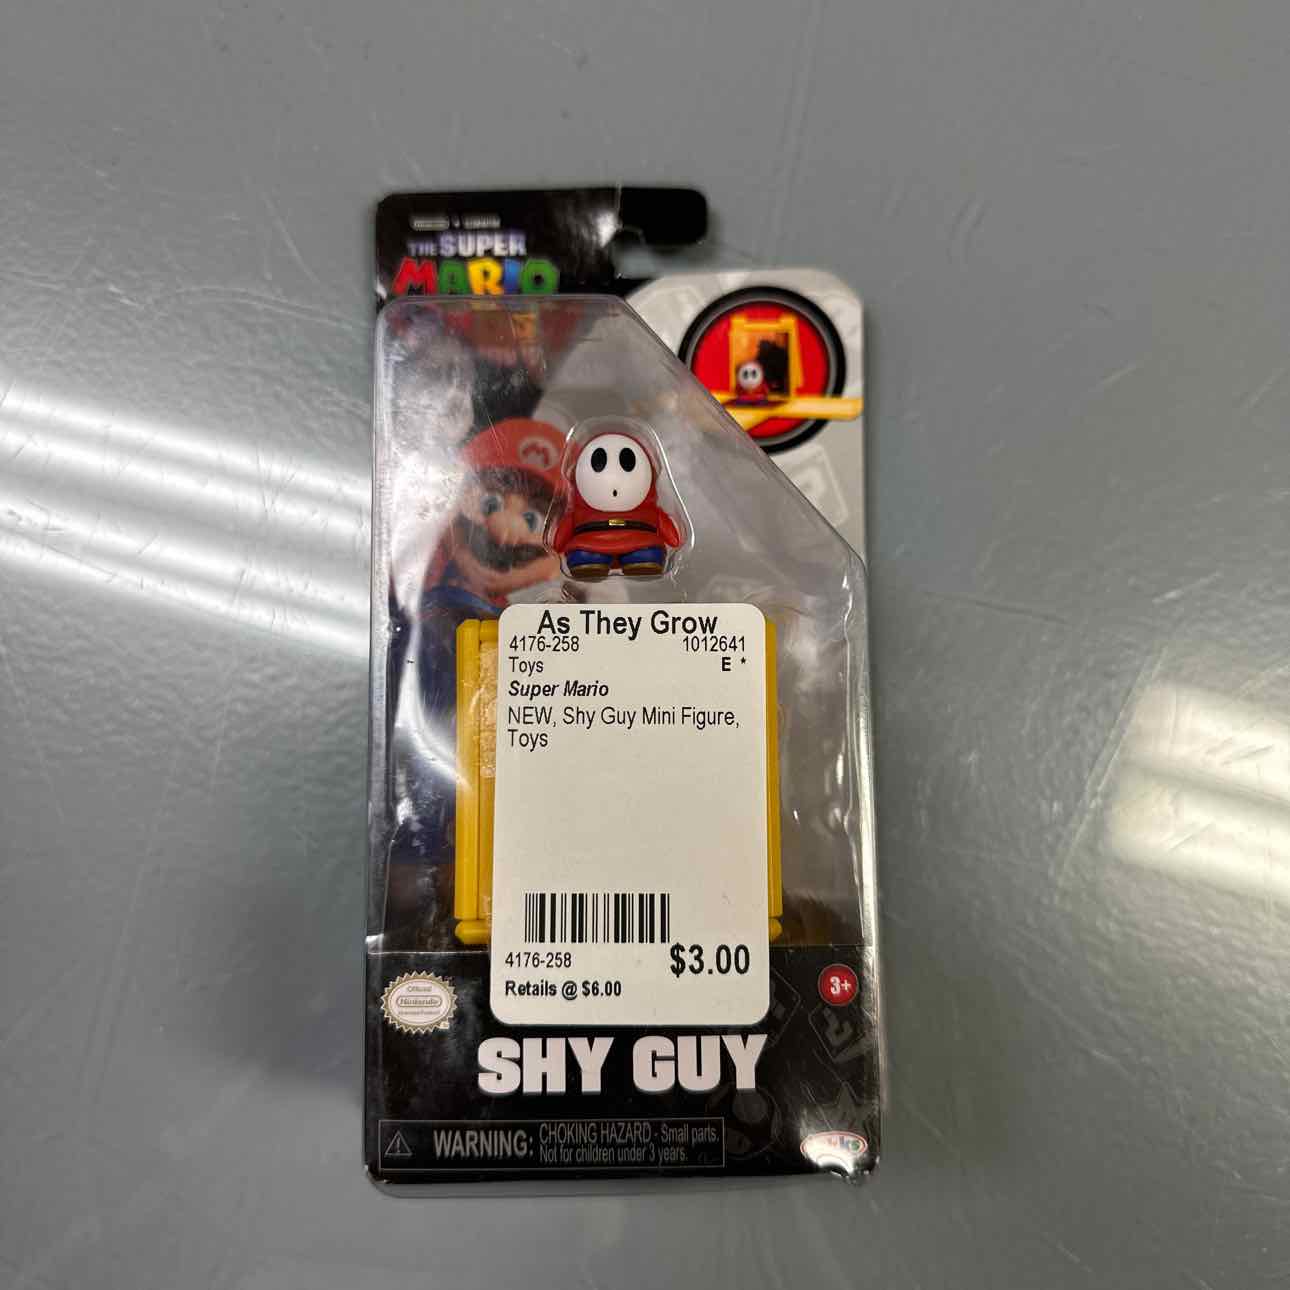 THE SUPER
MARIO
As They Grow
4176-258 1012641
Toys E *
Super Mario
NEW, Shy Guy Mini Figure,
Toys
4176-258 $3.00
Retails @ $6.00
Official
Nintendo
3+
SHY GUY
WARNING: CHOKING HAZARD - Small parts.
Not for children under 3 years.